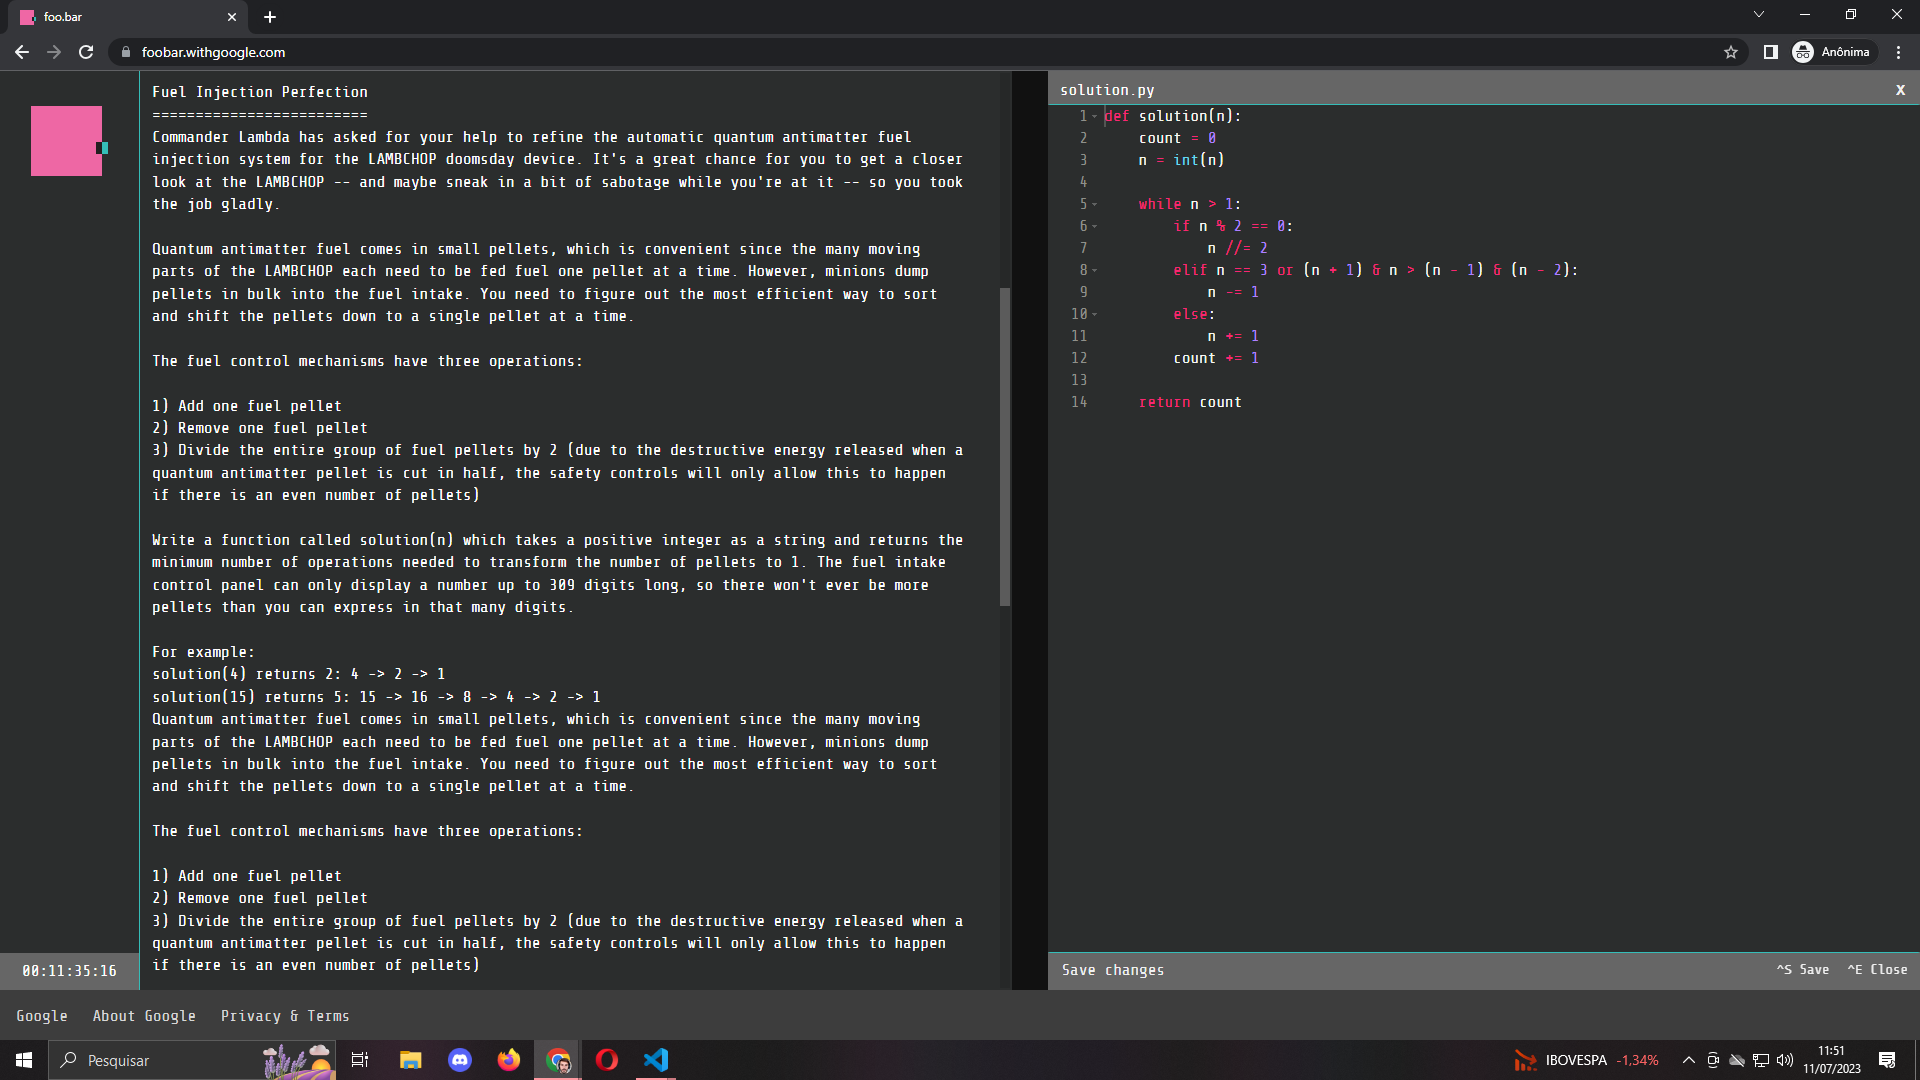 foo.bar
foobar.withgoogle.com
Anônima
Fuel Injection Perfection
=========================
Commander Lambda has asked for your help to refine the automatic quantum antimatter fuel
injection system for the LAMBCHOP doomsday device. It's a great chance for you to get a closer
look at the LAMBCHOP -- and maybe sneak in a bit of sabotage while you're at it -- so you took
the job gladly.
Quantum antimatter fuel comes in small pellets, which is convenient since the many moving
parts of the LAMBCHOP each need to be fed fuel one pellet at a time. However, minions dump
pellets in bulk into the fuel intake. You need to figure out the most efficient way to sort
and shift the pellets down to a single pellet at a time.
The fuel control mechanisms have three operations:
1) Add one fuel pellet
2) Remove one fuel pellet
3) Divide the entire group of fuel pellets by 2 (due to the destructive energy released when a
quantum antimatter pellet is cut in half, the safety controls will only allow this to happen
if there is an even number of pellets)
Write a function called solution(n) which takes a positive integer as a string and returns the
minimum number of operations needed to transform the number of pellets to 1. The fuel intake
control panel can only display a number up to 309 digits long, so there won't ever be more
pellets than you can express in that many digits.
For example:
solution(4) returns 2: 4 -> 2 -> 1
solution(15) returns 5: 15 -> 16 -> 8 -> 4 -> 2 -> 1
Quantum antimatter fuel comes in small pellets, which is convenient since the many moving
parts of the LAMBCHOP each need to be fed fuel one pellet at a time. However, minions dump
pellets in bulk into the fuel intake. You need to figure out the most efficient way to sort
and shift the pellets down to a single pellet at a time.
The fuel control mechanisms have three operations:
1) Add one fuel pellet
2) Remove one fuel pellet
3) Divide the entire group of fuel pellets by 2 (due to the destructive energy released when a
quantum antimatter pellet is cut in half, the safety controls will only allow this to happen
if there is an even number of pellets)
00:11:35:16
solution.py X
1 def solution(n):
2     count = 0
3     n = int(n)
4
5     while n > 1:
6         if n % 2 == 0:
7             n //= 2
8         elif n == 3 or (n + 1) & n > (n - 1) & (n - 2):
9             n -= 1
10         else:
11             n += 1
12         count += 1
13
14     return count
Save changes ^S Save ^E Close
Google About Google Privacy & Terms
Pesquisar
IBOVESPA -1,34%
11:51
11/07/2023